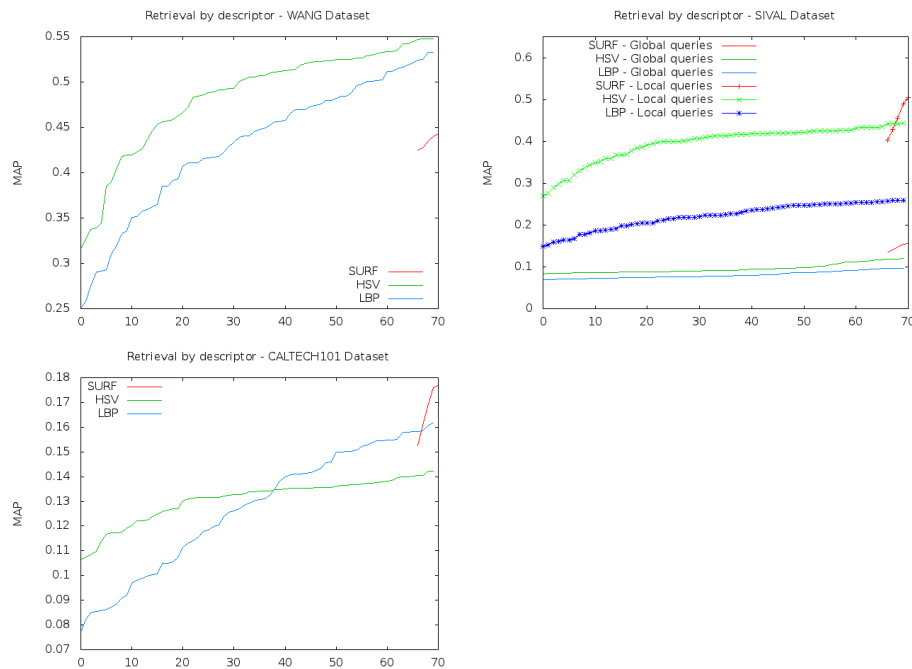 Retrieval by descriptor - WANG Dataset
0.55
0.5
0.45
0.4
0.35
0.3
0.25
MAP
SURF
HSV
LBP
0 10 20 30 40 50 60 70
Retrieval by descriptor - SIVAL Dataset
SURF - Global queries
HSV - Global queries
LBP - Global queries
SURF - Local queries
HSV - Local queries
LBP - Local queries
0.6
0.5
0.4
0.3
0.2
0.1
0
MAP
0 10 20 30 40 50 60 70
Retrieval by descriptor - CALTECH101 Dataset
SURF
HSV
LBP
0.18
0.17
0.16
0.15
0.14
0.13
0.12
0.11
0.1
0.09
0.08
0.07
MAP
0 10 20 30 40 50 60 70